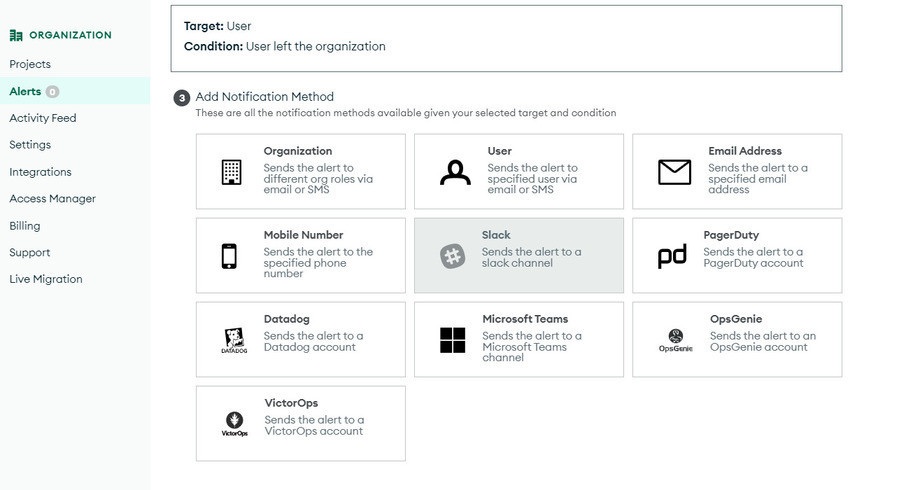 Target: User
Condition: User left the organization
ORGANIZATION
Projects
Alerts 0
Activity Feed
Settings
Integrations
Access Manager
Billing
Support
Live Migration
3 Add Notification Method
These are all the notification methods available given your selected target and condition
Organization
Sends the alert to
different org roles via
email or SMS
User
Sends the alert to
specified user via
email or SMS
Email Address
Sends the alert to a
specified email
address
Mobile Number
Sends the alert to the
specified phone
number
Slack
Sends the alert to a
slack channel
pd
PagerDuty
Sends the alert to a
PagerDuty account
DATADOG
Datadog
Sends the alert to a
Datadog account
Microsoft Teams
Sends the alert to a
Microsoft Teams
channel
OpsGenie
OpsGenie
Sends the alert to an
OpsGenie account
VictorOps
VictorOps
Sends the alert to a
VictorOps account